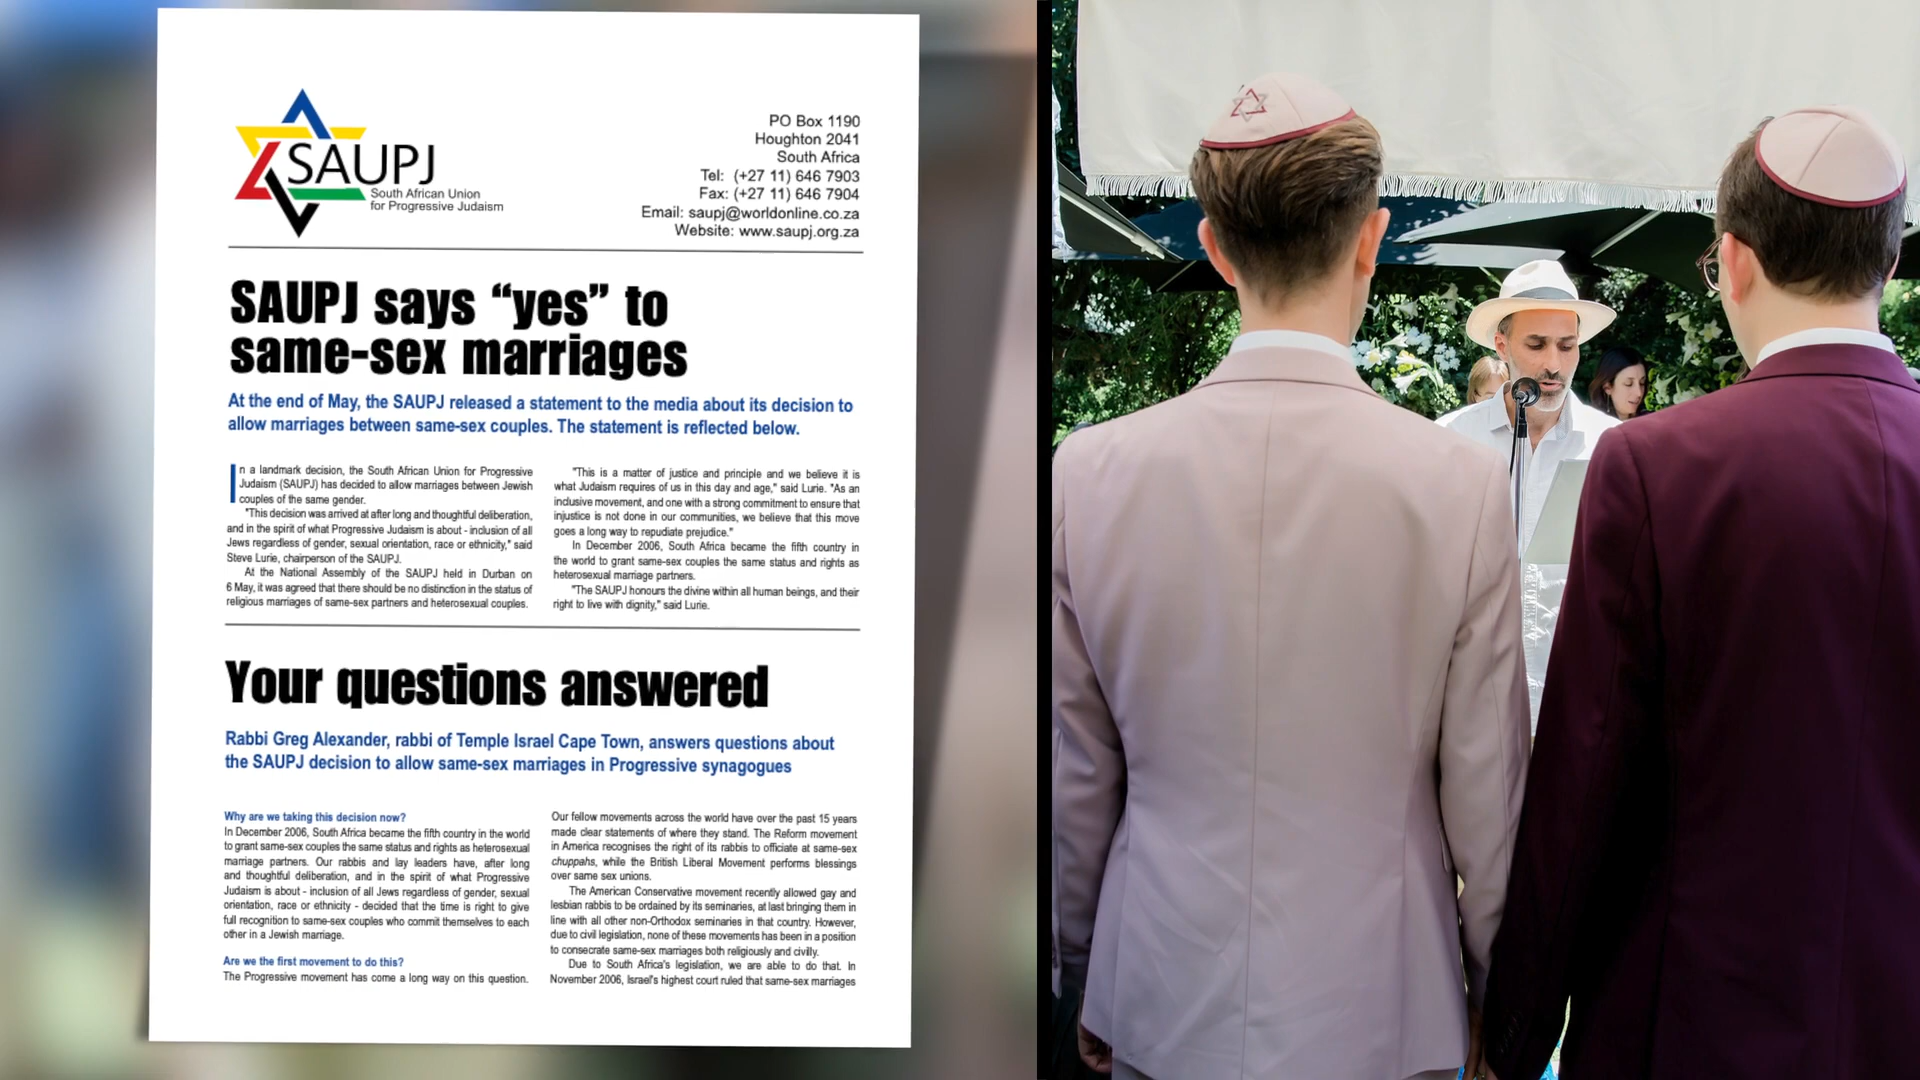 SAUPJ
South African Union
for Progressive Judaism
PO Box 1190
Houghton 2041
South Africa
Tel: (+27 11) 646 7903
Fax: (+27 11) 646 7904
Email: saupj@worldonline.co.za
Website: www.saupj.org.za
SAUPJ says “yes” to
same-sex marriages
At the end of May, the SAUPJ released a statement to the media about its decision to
allow marriages between same-sex couples. The statement is reflected below.
In a landmark decision, the South African Union for Progressive
Judaism (SAUPJ) has decided to allow marriages between Jewish
couples of the same gender.
"This decision was arrived at after long and thoughtful deliberation,
and in the spirit of what Progressive Judaism is about - inclusion of all
Jews regardless of gender, sexual orientation, race or ethnicity," said
Steve Lurie, chairperson of the SAUPJ.
At the National Assembly of the SAUPJ held in Durban on
6 May, it was agreed that there should be no distinction in the status of
religious marriages of same-sex partners and heterosexual couples.
"This is a matter of justice and principle and we believe it is
what Judaism requires of us in this day and age," said Lurie. "As an
inclusive movement, and one with a strong commitment to ensure that
injustice is not done in our communities, we believe that this move
goes a long way to repudiate prejudice."
In December 2006, South Africa became the fifth country in
the world to grant same-sex couples the same status and rights as
heterosexual marriage partners.
"The SAUPJ honours the divine within all human beings, and their
right to live with dignity," said Lurie.
Your questions answered
Rabbi Greg Alexander, rabbi of Temple Israel Cape Town, answers questions about
the SAUPJ decision to allow same-sex marriages in Progressive synagogues
Why are we taking this decision now?
In December 2006, South Africa became the fifth country in the world
to grant same-sex couples the same status and rights as heterosexual
marriage partners. Our rabbis and lay leaders have, after long
and thoughtful deliberation, and in the spirit of what Progressive
Judaism is about - inclusion of all Jews regardless of gender, sexual
orientation, race or ethnicity - decided that the time is right to give
full recognition to same-sex couples who commit themselves to each
other in a Jewish marriage.
Are we the first movement to do this?
The Progressive movement has come a long way on this question.
Our fellow movements across the world have over the past 15 years
made clear statements of where they stand. The Reform movement
in America recognises the right of its rabbis to officiate at same-sex
chuppahs, while the British Liberal Movement performs blessings
over same sex unions.
The American Conservative movement recently allowed gay and
lesbian rabbis to be ordained by its seminaries, at last bringing them in
line with all other non-Orthodox seminaries in that country. However,
due to civil legislation, none of these movements has been in a position
to consecrate same-sex marriages both religiously and civilly.
Due to South Africa's legislation, we are able to do that. In
November 2006, Israel's highest court ruled that same-sex marriages